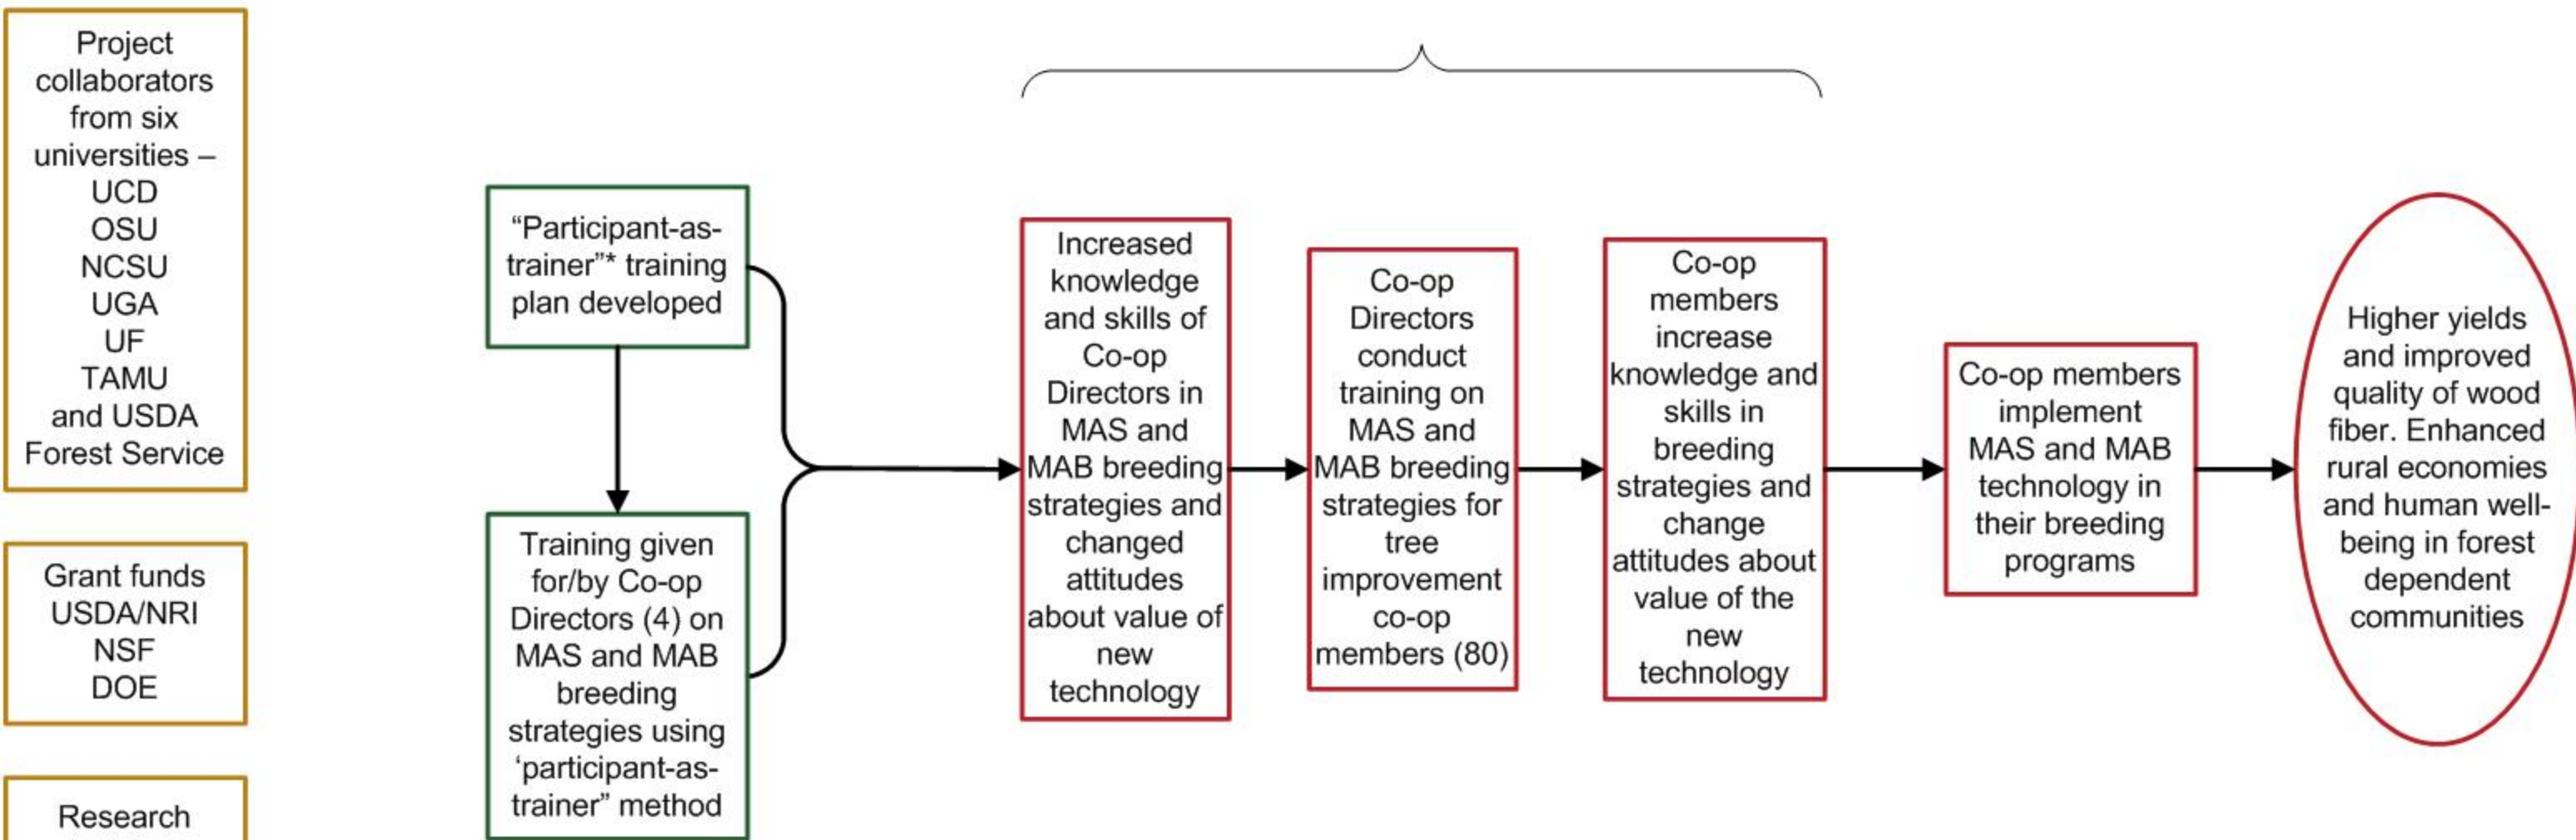 Project
collaborators
from six
universities –
UCD
OSU
NCSU
UGA
UF
TAMU
and USDA
Forest Service
Grant funds
USDA/NRI
NSF
DOE
Research
“Participant-as-
trainer”* training
plan developed
Training given
for/by Co-op
Directors (4) on
MAS and MAB
breeding
strategies using
‘participant-as-
trainer” method
Increased
knowledge
and skills of
Co-op
Directors in
MAS and
MAB breeding
strategies and
changed
attitudes
about value of
new
technology
Co-op
Directors
conduct
training on
MAS and
MAB breeding
strategies for
tree
improvement
co-op
members (80)
Co-op
members
increase
knowledge and
skills in
breeding
strategies and
change
attitudes about
value of the
new
technology
Co-op members
implement
MAS and MAB
technology in
their breeding
programs
Higher yields
and improved
quality of wood
fiber. Enhanced
rural economies
and human well-
being in forest
dependent
communities